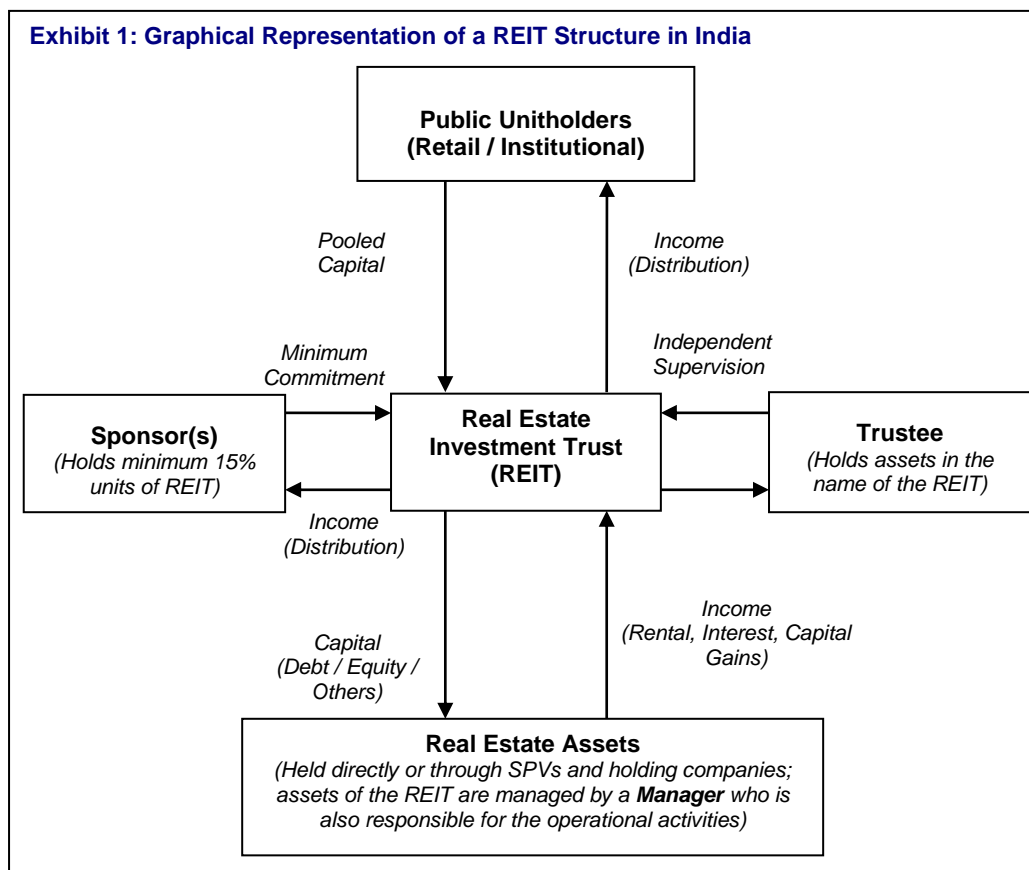 Exhibit 1: Graphical Representation of a REIT Structure in India
Public Unitholders
(Retail / Institutional)
Pooled
Capital
Income
(Distribution)
Minimum
Commitment
Independent
Supervision
Sponsor(s)
(Holds minimum 15%
units of REIT)
Real Estate
Investment Trust
(REIT)
Trustee
(Holds assets in the
name of the REIT)
Income
(Distribution)
Capital
(Debt / Equity /
Others)
Income
(Rental, Interest, Capital
Gains)
Real Estate Assets
(Held directly or through SPVs and holding companies;
assets of the REIT are managed by a Manager who is
also responsible for the operational activities)